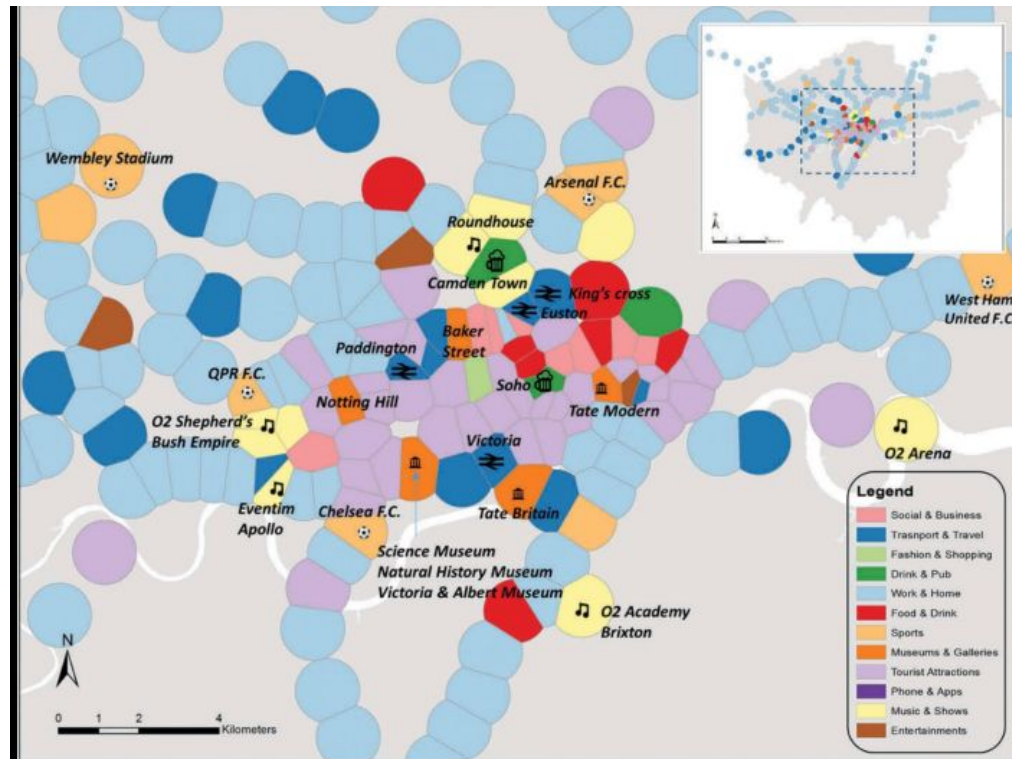 Wembley Stadium
Arsenal F.C.
Roundhouse
Camden Town
King's cross
Euston
West Ham
United F.C.
Baker
Street
Paddington
QPR F.C.
Soho
Notting Hill
Tate Modern
O2 Shepherd's
Bush Empire
Victoria
O2 Arena
Eventim
Apollo
Chelsea F.C.
Tate Britain
Science Museum
Natural History Museum
Victoria & Albert Museum
O2 Academy
Brixton
N
0 1 2 4
Kilometers
Legend
Social & Business
Trasnport & Travel
Fashion & Shopping
Drink & Pub
Work & Home
Food & Drink
Sports
Museums & Galleries
Tourist Attractions
Phone & Apps
Music & Shows
Entertainments